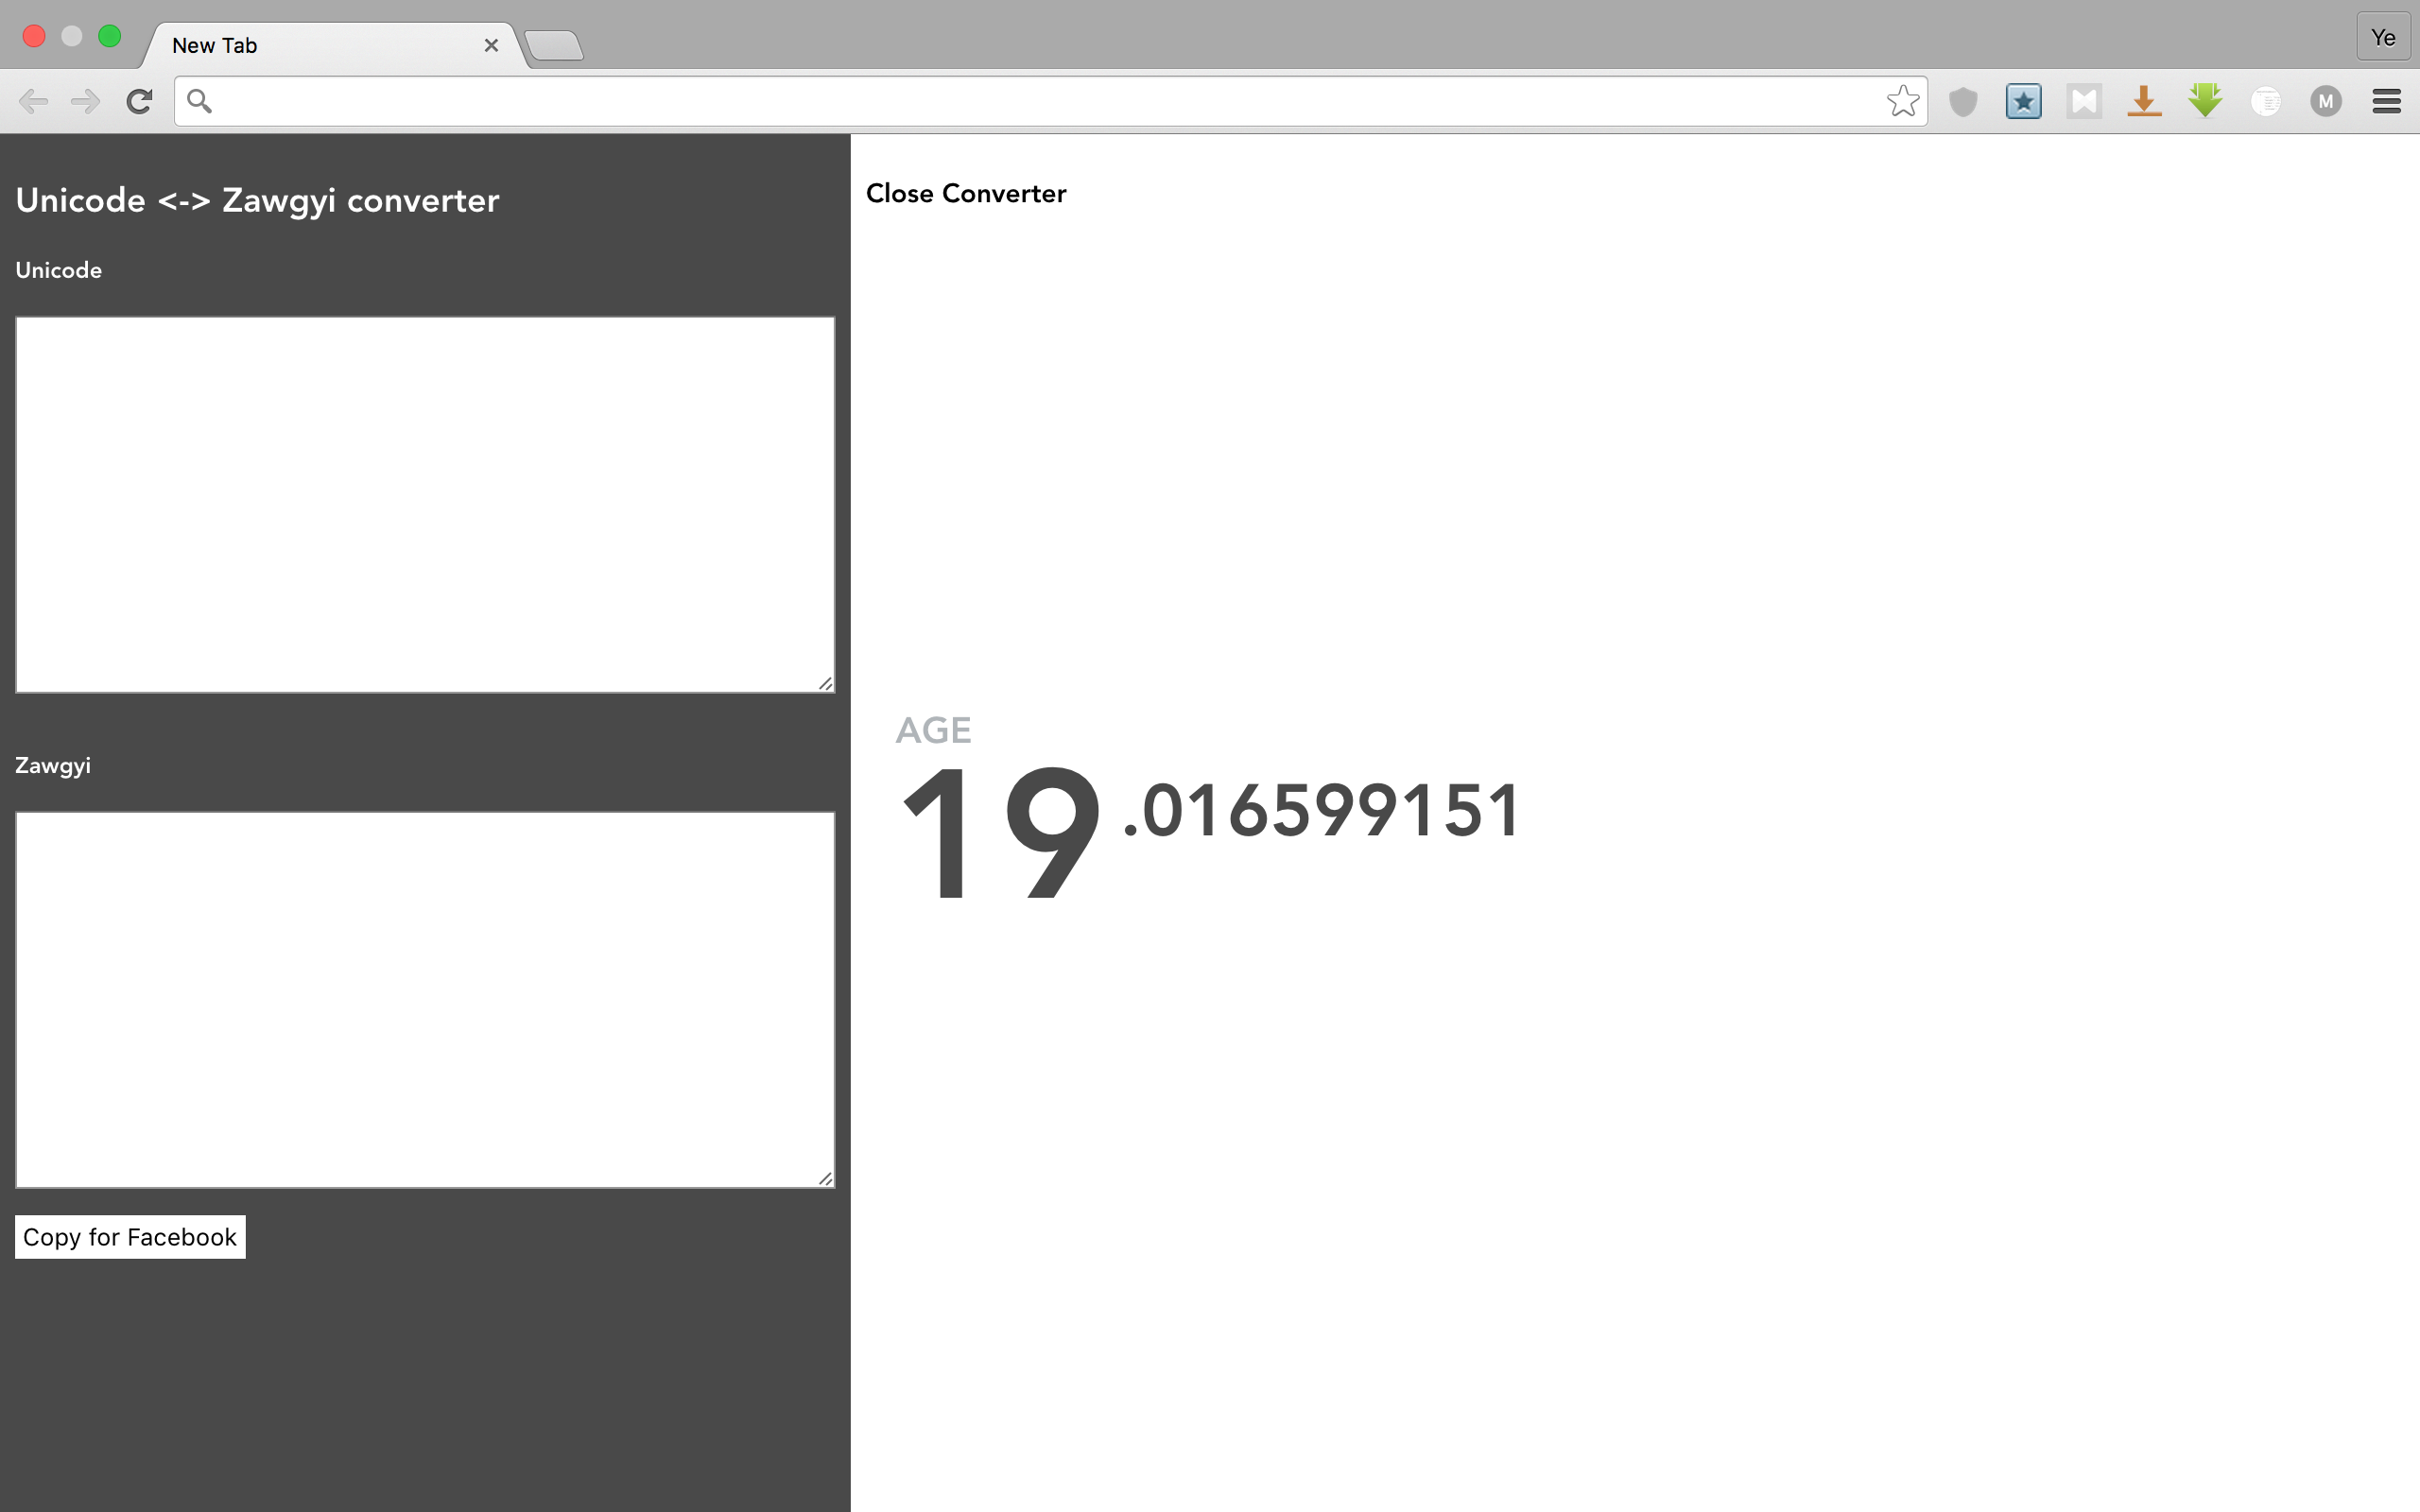 New Tab
Ye
M
Unicode <-> Zawgyi converter
Unicode
Zawgyi
Copy for Facebook
Close Converter
AGE
19.016599151